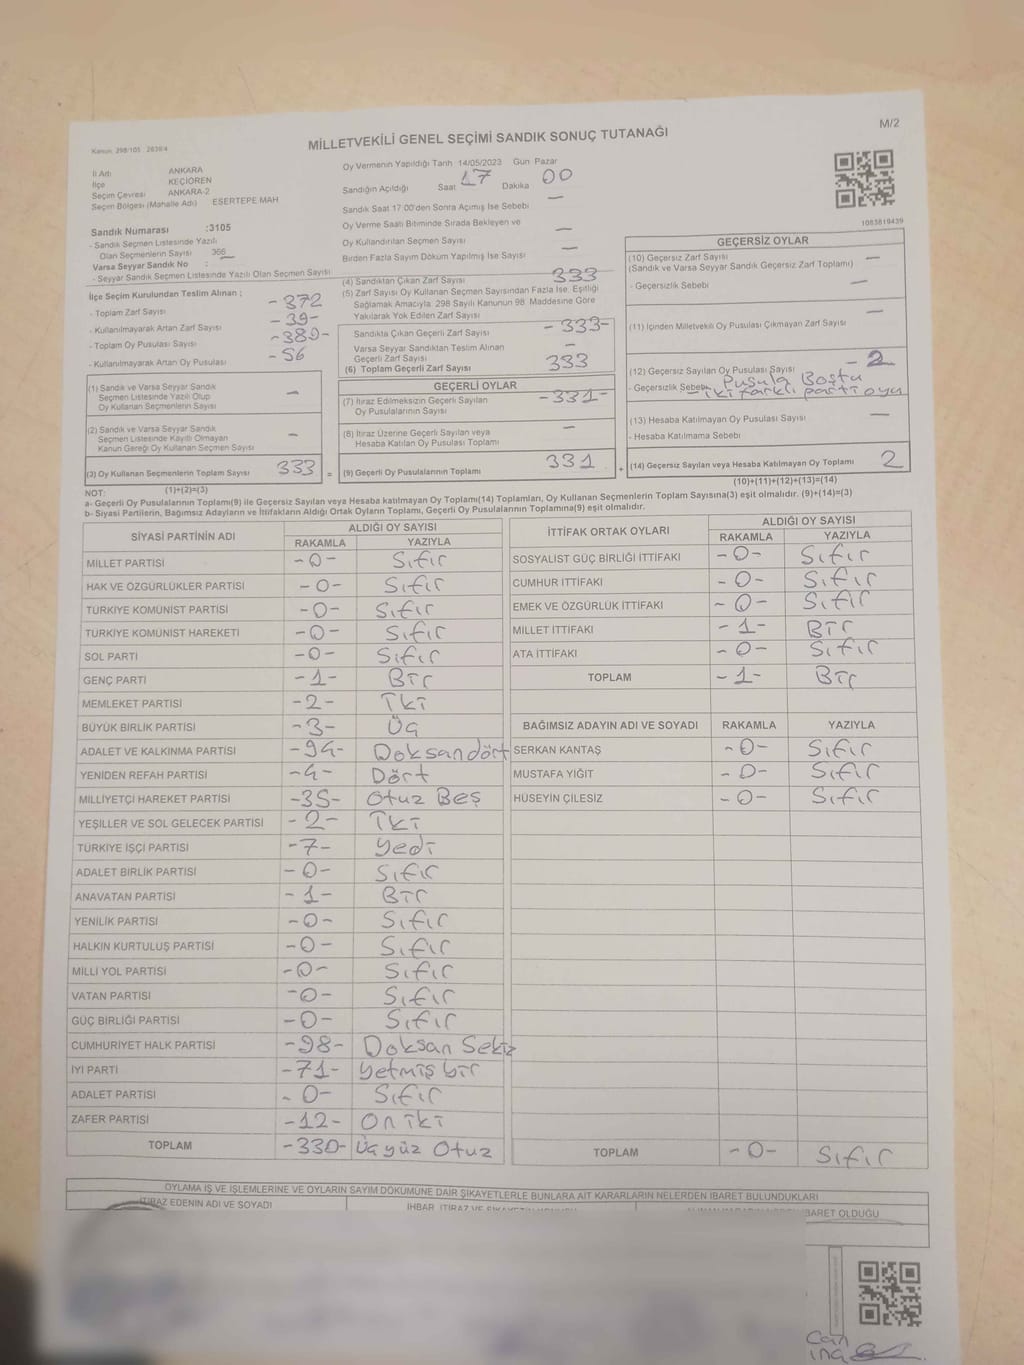 M/2
MİLLETVEKİLİ GENEL SEÇİMİ SANDIK SONUÇ TUTANAĞI
Kanun: 298/105 2839/4
İl Adı ANKARA
İlçe KEÇİÖREN
Seçim Çevresi ANKARA-2
Seçim Bölgesi (Mahalle Adı) ESERTEPE MAH
Sandık Numarası :3105
- Sandık Seçmen Listesinde Yazılı
Olan Seçmenlerin Sayısı 366
Varsa Seyyar Sandık No :
- Seyyar Sandık Seçmen Listesinde Yazılı Olan Seçmen Sayısı
Oy Vermenin Yapıldığı Tarih 14/05/2023 Gün Pazar
Sandığın Açıldığı Saat 17 Dakika 00
Sandık Saat 17:00'den Sonra Açılmış İse Sebebi —
Oy Verme Saati Bitiminde Sırada Bekleyen ve
Oy Kullandırılan Seçmen Sayısı —
Birden Fazla Sayım Döküm Yapılmış İse Sayısı —
1083819439
İlçe Seçim Kurulundan Teslim Alınan ;
- Toplam Zarf Sayısı -372
- Kullanılmayarak Artan Zarf Sayısı -39-
- Toplam Oy Pusulası -389-
- Kullanılmayarak Artan Oy Pusulası -56
(1) Sandık ve Varsa Seyyar Sandık
Seçmen Listesinde Yazılı Olup
Oy Kullanan Seçmenlerin Sayısı —
(2) Sandık ve Varsa Seyyar Sandık
Seçmen Listesinde Kayıtlı Olmayan
Kanun Gereği Oy Kullanan Seçmen Sayısı —
(3) Oy Kullanan Seçmenlerin Toplam Sayısı 333 =
(1)+(2)=(3)
(4) Sandıktan Çıkan Zarf Sayısı 333
(5) Zarf Sayısı Oy Kullanan Seçmen Sayısından Fazla İse, Eşitliği
Sağlamak Amacıyla; 298 Sayılı Kanunun 98. Maddesine Göre
Yakılarak Yok Edilen Zarf Sayısı
Sandıkta Çıkan Geçerli Zarf Sayısı -333-
Varsa Seyyar Sandıktan Teslim Alınan
Geçerli Zarf Sayısı —
(6) Toplam Geçerli Zarf Sayısı 333
GEÇERLİ OYLAR
(7) İtiraz Edilmeksizin Geçerli Sayılan
Oy Pusulalarının Sayısı -331-
(8) İtiraz Üzerine Geçerli Sayılan veya
Hesaba Katılan Oy Pusulası Toplamı —
(9) Geçerli Oy Pusulalarının Toplamı 331 +
GEÇERSİZ OYLAR
(10) Geçersiz Zarf Sayısı —
(Sandık ve Varsa Seyyar Sandık Geçersiz Zarf Toplamı)
- Geçersizlik Sebebi —
(11) İçinden Milletvekili Oy Pusulası Çıkmayan Zarf Sayısı —
(12) Geçersiz Sayılan Oy Pusulası Sayısı -2
- Geçersizlik Sebebi Pusula Boştu
- iki farklı parti oyu
(13) Hesaba Katılmayan Oy Pusulası Sayısı —
- Hesaba Katılmama Sebebi
(14) Geçersiz Sayılan veya Hesaba Katılmayan Oy Toplamı 2
(10)+(11)+(12)+(13)=(14)
NOT:
a- Geçerli Oy Pusulalarının Toplamı(9) ile Geçersiz Sayılan veya Hesaba katılmayan Oy Toplamı(14) Toplamları, Oy Kullanan Seçmenlerin Toplam Sayısına(3) eşit olmalıdır. (9)+(14)=(3)
b- Siyasi Partilerin, Bağımsız Adayların ve İttifakların Aldığı Ortak Oyların Toplamı, Geçerli Oy Pusulalarının Toplamına(9) eşit olmalıdır.
SİYASİ PARTİNİN ADI ALDIĞI OY SAYISI
RAKAMLA YAZIYLA
MİLLET PARTİSİ -0- Sıfır
HAK VE ÖZGÜRLÜKLER PARTİSİ -0- Sıfır
TÜRKİYE KOMÜNİST PARTİSİ -0- Sıfır
TÜRKİYE KOMÜNİST HAREKETİ -0- Sıfır
SOL PARTİ -0- Sıfır
GENÇ PARTİ -1- Bir
MEMLEKET PARTİSİ -2- İki
BÜYÜK BİRLİK PARTİSİ -3- Üç
ADALET VE KALKINMA PARTİSİ -94- Doksandört
YENİDEN REFAH PARTİSİ -4- Dört
MİLLİYETÇİ HAREKET PARTİSİ -35- Otuz Beş
YEŞİLLER VE SOL GELECEK PARTİSİ -2- İki
TÜRKİYE İŞÇİ PARTİSİ -7- Yedi
ADALET BİRLİK PARTİSİ -0- Sıfır
ANAVATAN PARTİSİ -1- Bir
YENİLİK PARTİSİ -0- Sıfır
HALKIN KURTULUŞ PARTİSİ -0- Sıfır
MİLLİ YOL PARTİSİ -0- Sıfır
VATAN PARTİSİ -0- Sıfır
GÜÇ BİRLİĞİ PARTİSİ -0- Sıfır
CUMHURİYET HALK PARTİSİ -98- Doksan Sekiz
İYİ PARTİ -71- Yetmiş bir
ADALET PARTİSİ -0- Sıfır
ZAFER PARTİSİ -12- On iki
TOPLAM -330- Üçyüz Otuz
İTTİFAK ORTAK OYLARI ALDIĞI OY SAYISI
RAKAMLA YAZIYLA
SOSYALİST GÜÇ BİRLİĞİ İTTİFAKI -0- Sıfır
CUMHUR İTTİFAKI -0- Sıfır
EMEK VE ÖZGÜRLÜK İTTİFAKI -0- Sıfır
MİLLET İTTİFAKI -1- Bir
ATA İTTİFAKI -0- Sıfır
TOPLAM -1- Bir
BAĞIMSIZ ADAYIN ADI VE SOYADI RAKAMLA YAZIYLA
SERKAN KANTAŞ -0- Sıfır
MUSTAFA YİĞİT -0- Sıfır
HÜSEYİN ÇİLESİZ -0- Sıfır
TOPLAM -0- Sıfır
OYLAMA İŞ VE İŞLEMLERİNE VE OYLARIN SAYIM DÖKÜMÜNE DAİR ŞİKAYETLERLE BUNLARA AİT KARARLARIN NELERDEN İBARET BULUNDUKLARI
İTİRAZ EDENİN ADI VE SOYADI
İHBAR, İTİRAZ VE
BARET OLDUĞU
Can